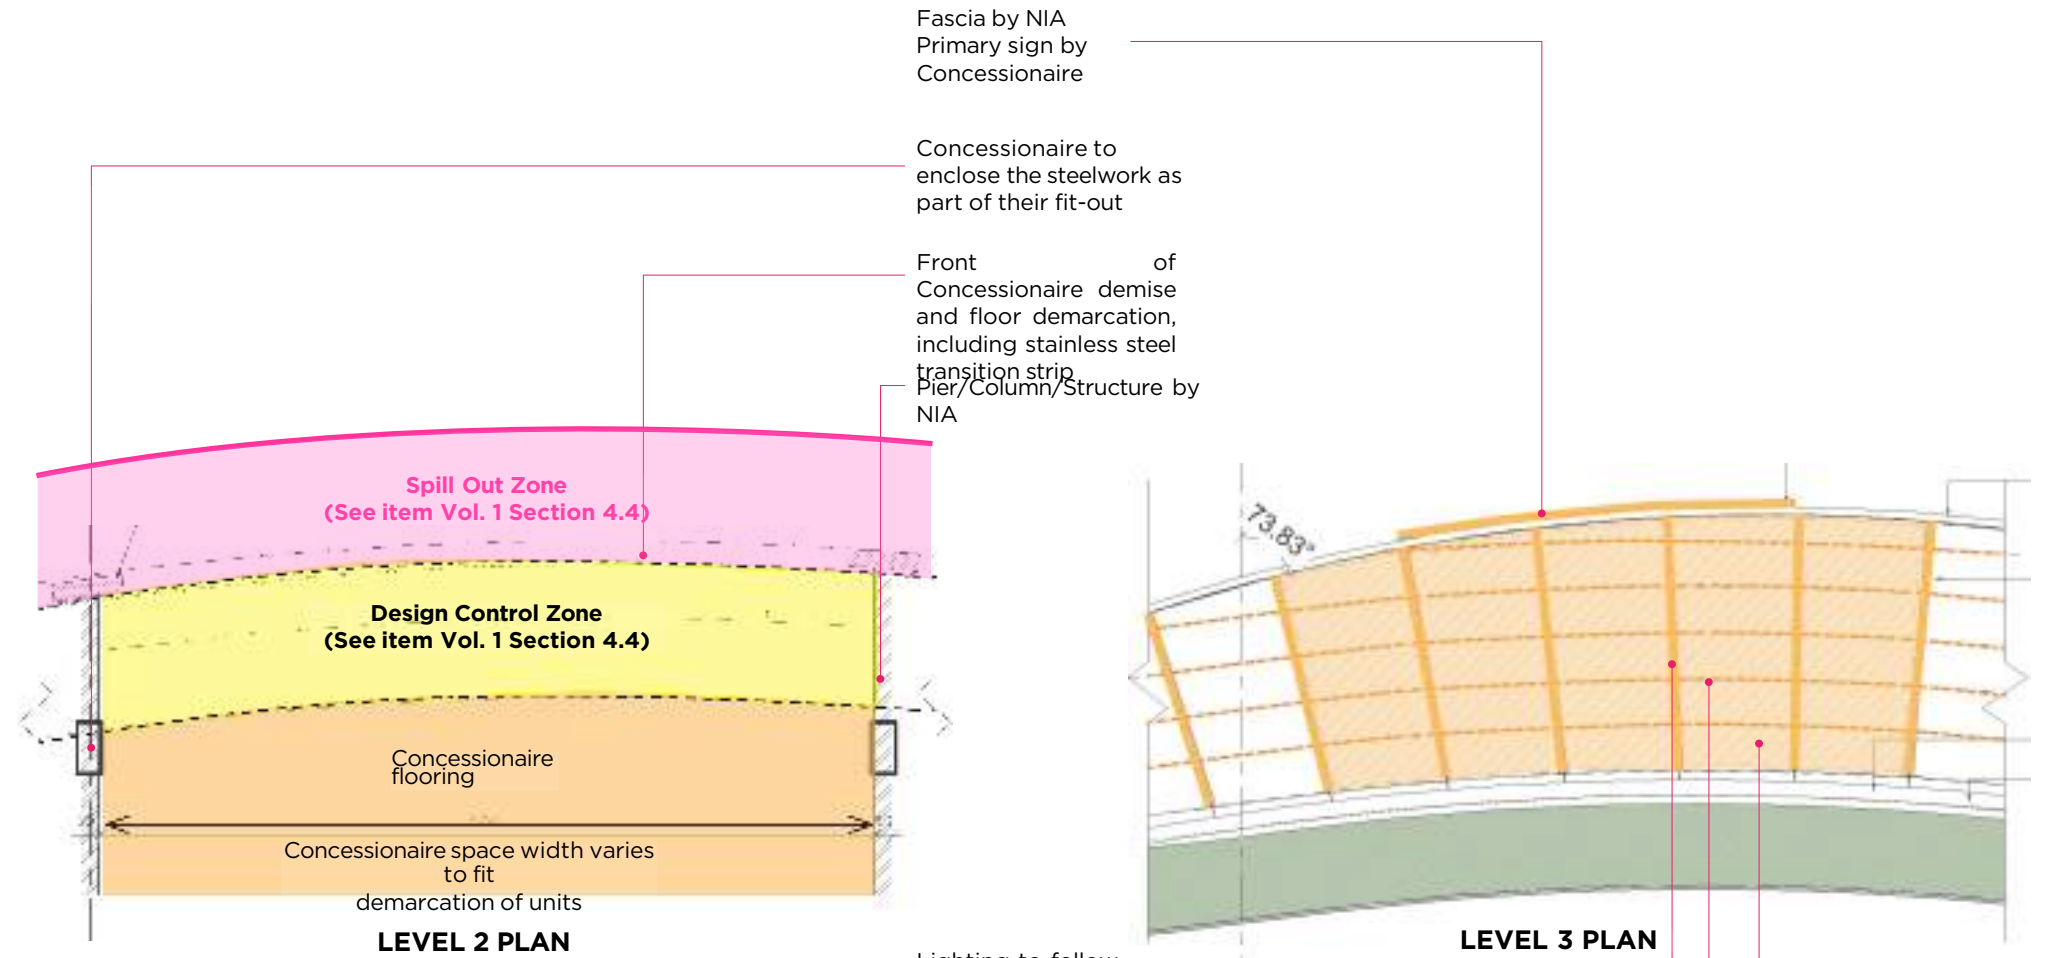 Fascia by NIA
Primary sign by
Concessionaire
Concessionaire to
enclose the steelwork as
part of their fit-out
Front of
Concessionaire demise
and floor demarcation,
including stainless steel
transition strip
Pier/Column/Structure by
NIA
Spill Out Zone
(See item Vol. 1 Section 4.4)
Design Control Zone
(See item Vol. 1 Section 4.4)
Concessionaire
flooring
Concessionaire space width varies
to fit
demarcation of units
LEVEL 2 PLAN
73.83°
LEVEL 3 PLAN
Lighting to follow